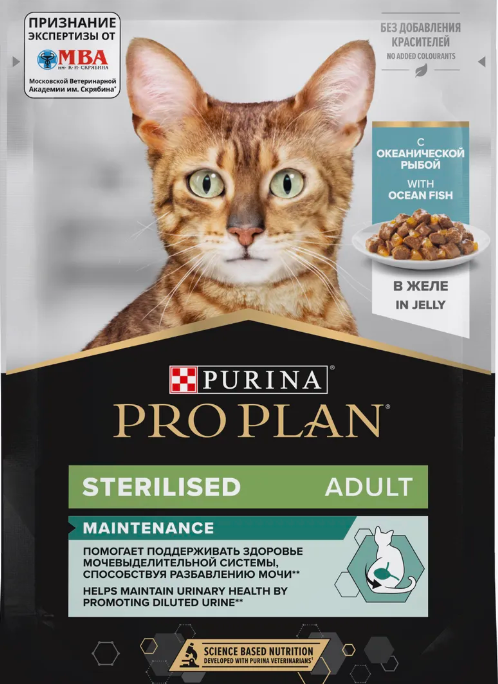 ПРИЗНАНИЕ
ЭКСПЕРТИЗЫ ОТ
МВА
им. К. И. СКРЯБИНА
Московской Ветеринарной
Академии им. Скрябина*
БЕЗ ДОБАВЛЕНИЯ
КРАСИТЕЛЕЙ
NO ADDED COLOURANTS
С
ОКЕАНИЧЕСКОЙ
РЫБОЙ
WITH
OCEAN FISH
В ЖЕЛЕ
IN JELLY
PURINA®
PRO PLAN®
STERILISED ADULT
MAINTENANCE
ПОМОГАЕТ ПОДДЕРЖИВАТЬ ЗДОРОВЬЕ
МОЧЕВЫДЕЛИТЕЛЬНОЙ СИСТЕМЫ,
СПОСОБСТВУЯ РАЗБАВЛЕНИЮ МОЧИ**
HELPS MAINTAIN URINARY HEALTH BY
PROMOTING DILUTED URINE**
SCIENCE BASED NUTRITION
DEVELOPED WITH PURINA VETERINARIANS*